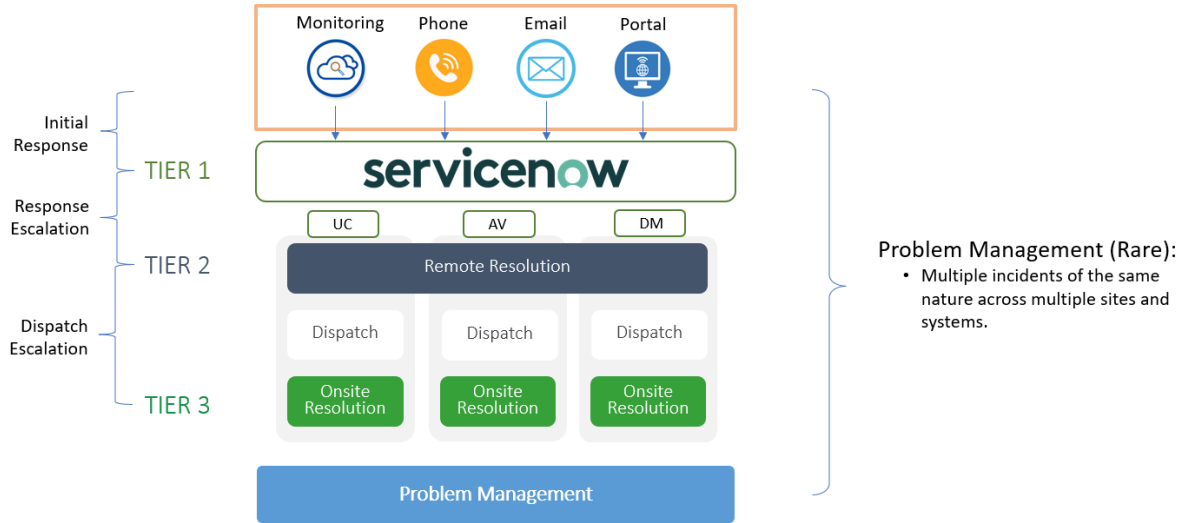 Monitoring
Phone
Email
Portal
Initial
Response
TIER 1
servicenow
Response
Escalation
UC
AV
DM
TIER 2
Remote Resolution
Dispatch
Escalation
Dispatch
Dispatch
Dispatch
TIER 3
Onsite
Resolution
Onsite
Resolution
Onsite
Resolution
Problem Management
Problem Management (Rare):
• Multiple incidents of the same
nature across multiple sites and
systems.